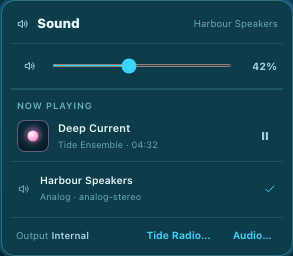 Sound Harbour Speakers
42%
NOW PLAYING
Deep Current
Tide Ensemble · 04:32
Harbour Speakers
Analog · analog-stereo
Output Internal Tide Radio... Audio...